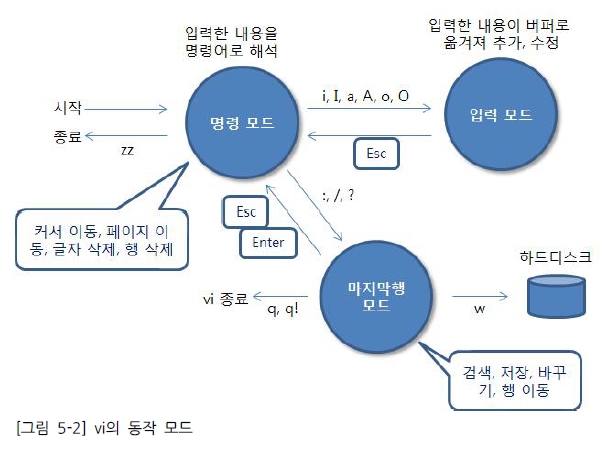 입력한 내용을
명령어로 해석
입력한 내용이 버퍼로
옮겨져 추가, 수정
시작
종료
zz
명령 모드
i, I, a, A, o, O
Esc
입력 모드
:, /, ?
Esc
Enter
커서 이동, 페이지 이
동, 글자 삭제, 행 삭제
vi 종료
q, q!
마지막행
모드
w
하드디스크
검색, 저장, 바꾸
기, 행 이동
[그림 5-2] vi의 동작 모드